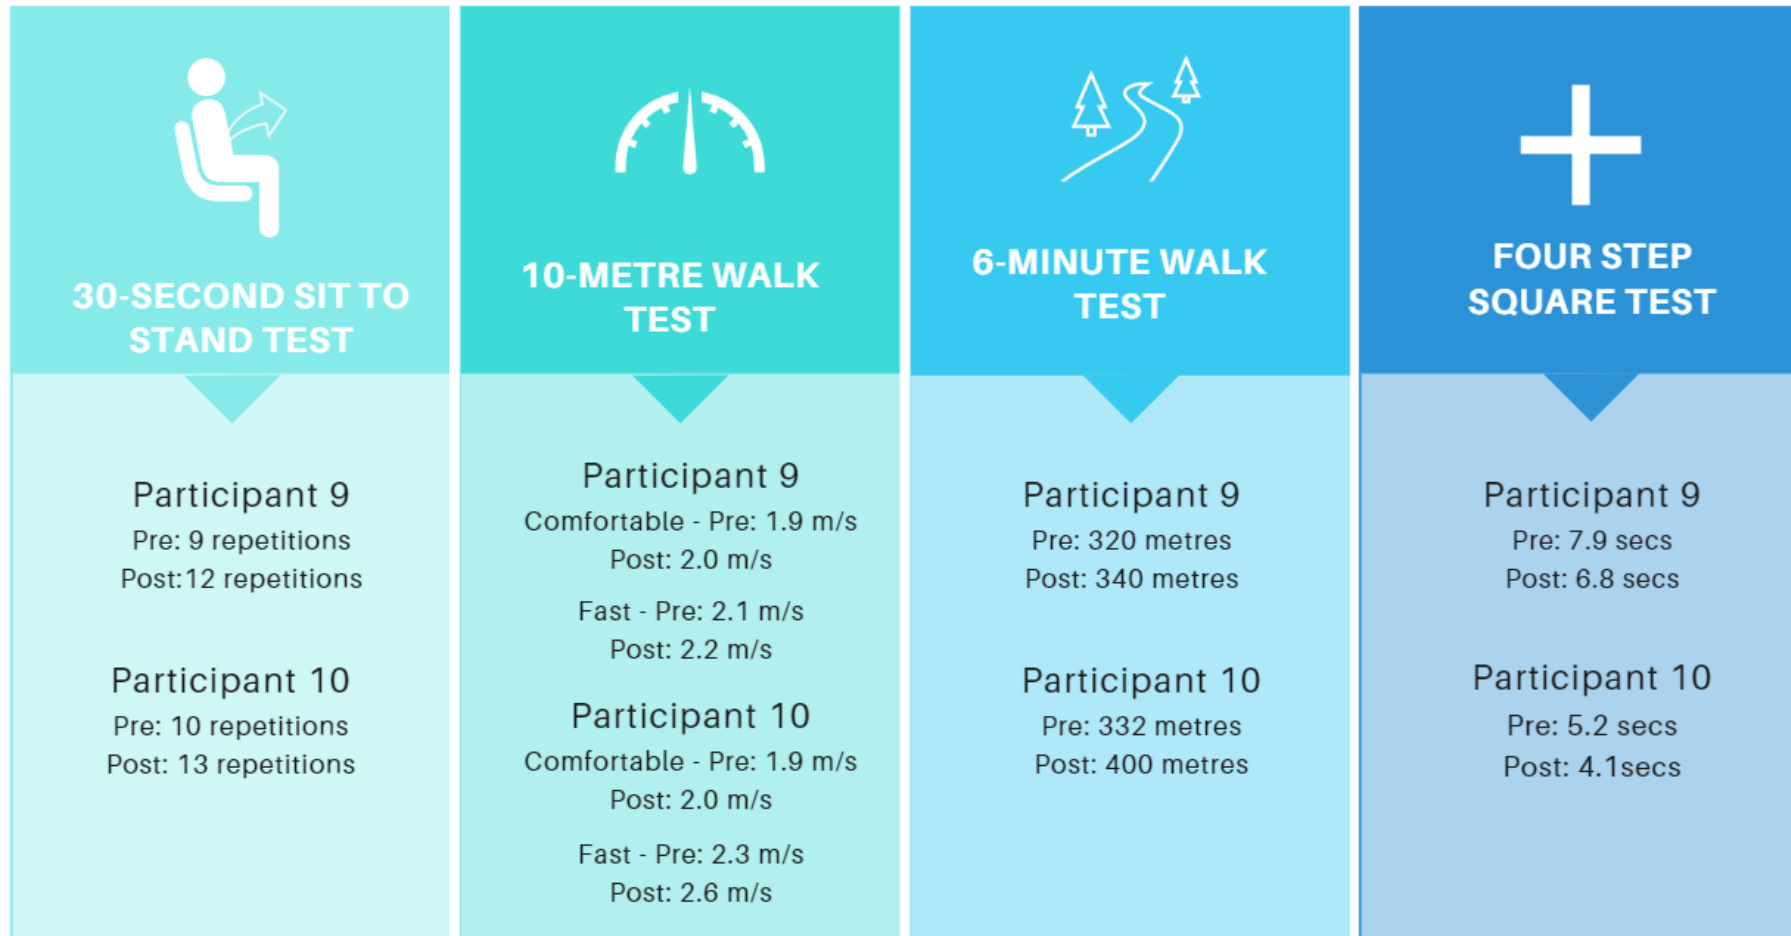 30-SECOND SIT TO
STAND TEST
Participant 9
Pre: 9 repetitions
Post:12 repetitions
Participant 10
Pre: 10 repetitions
Post: 13 repetitions
10-METRE WALK
TEST
Participant 9
Comfortable - Pre: 1.9 m/s
Post: 2.0 m/s
Fast - Pre: 2.1 m/s
Post: 2.2 m/s
Participant 10
Comfortable - Pre: 1.9 m/s
Post: 2.0 m/s
Fast - Pre: 2.3 m/s
Post: 2.6 m/s
6-MINUTE WALK
TEST
Participant 9
Pre: 320 metres
Post: 340 metres
Participant 10
Pre: 332 metres
Post: 400 metres
FOUR STEP
SQUARE TEST
Participant 9
Pre: 7.9 secs
Post: 6.8 secs
Participant 10
Pre: 5.2 secs
Post: 4.1secs